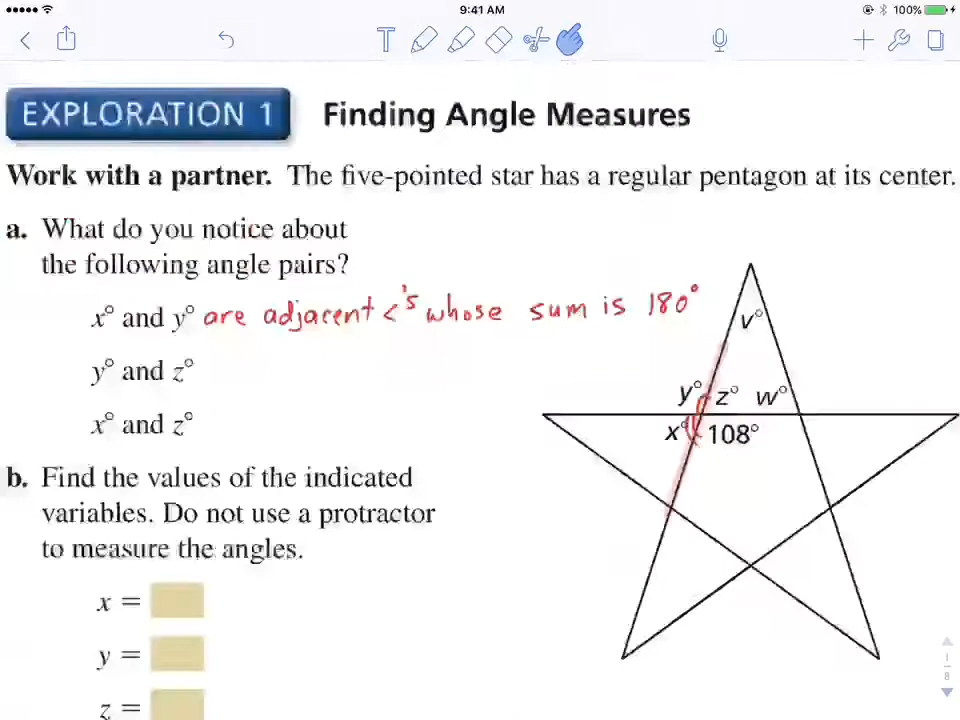 9:41 AM
100%
T
EXPLORATION 1 Finding Angle Measures
Work with a partner. The five-pointed star has a regular pentagon at its center.
a. What do you notice about
the following angle pairs?
x° and y° are adjacent <'s whose sum is 180°
y° and z°
x° and z°
b. Find the values of the indicated
variables. Do not use a protractor
to measure the angles.
x =
y =
z =
v°
y° z° w°
x° 108°
1
8